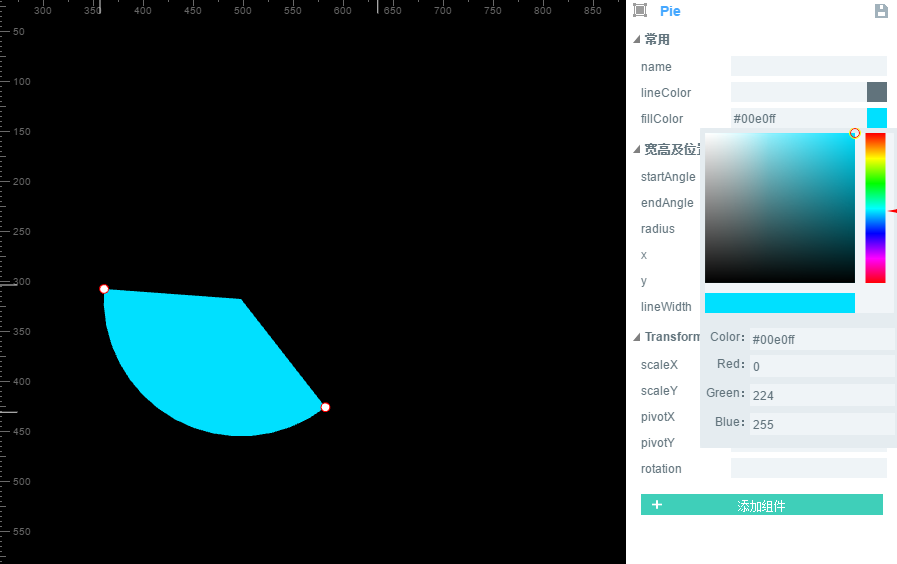 300 350 400 450 500 550 600 650 700 750 800 850
50
100
150
200
250
300
350
400
450
500
550
Pie
常用
name
lineColor
fillColor #00e0ff
宽高及位
startAngle
endAngle
radius
x
y
lineWidth
Transform
scaleX
scaleY
pivotX
pivotY
rotation
Color: #00e0ff
Red: 0
Green: 224
Blue: 255
+ 添加组件